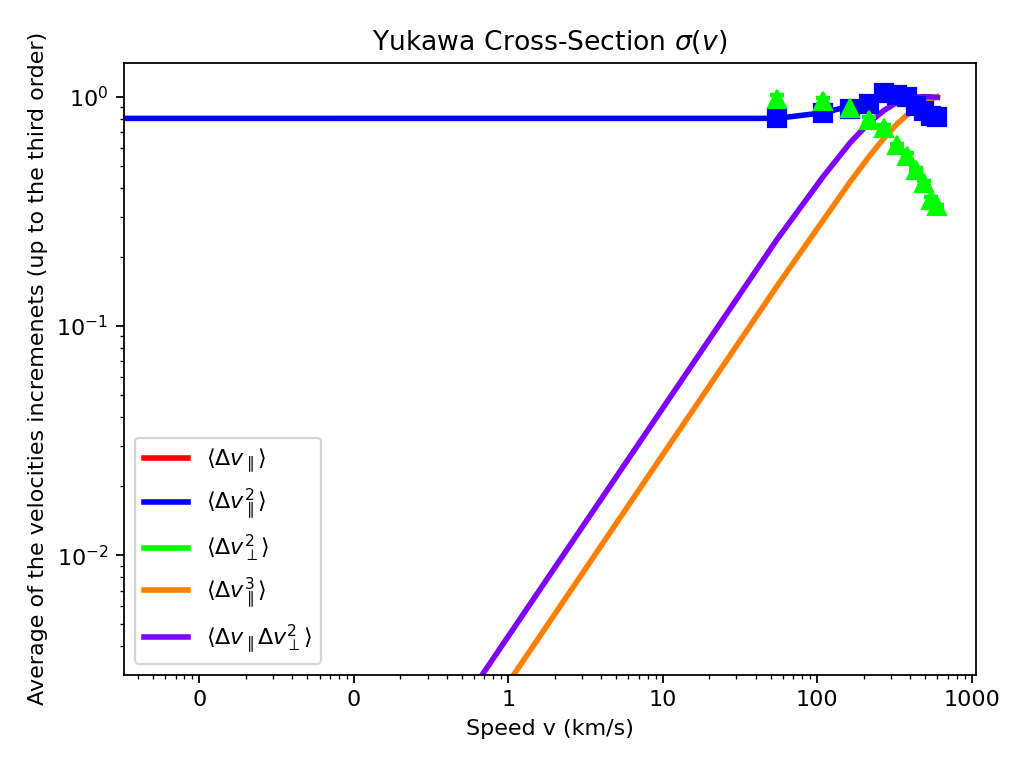 Yukawa Cross-Section σ(v)
Average of the velocities incremenets (up to the third order)
10⁰
10⁻¹
10⁻²
⟨Δv∥⟩
⟨Δv∥²⟩
⟨Δv⊥²⟩
⟨Δv∥³⟩
⟨Δv∥Δv⊥²⟩
0 0 1 10 100 1000
Speed v (km/s)